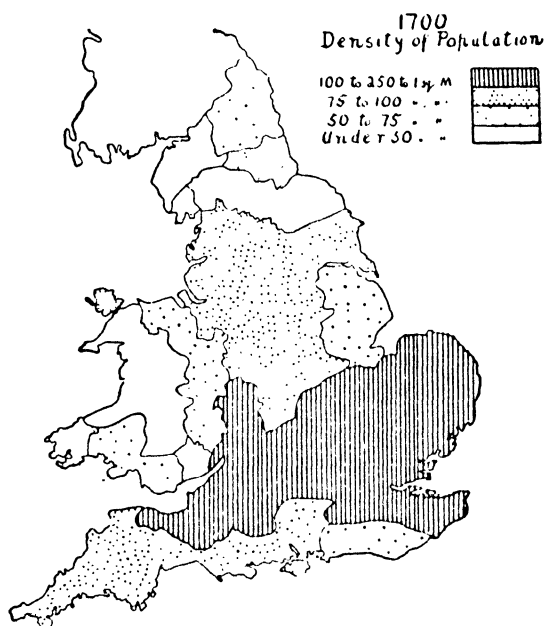 1700
Density of Population
100 to 250 to 1 sq M
75 to 100 " "
50 to 75 " "
Under 50 " "